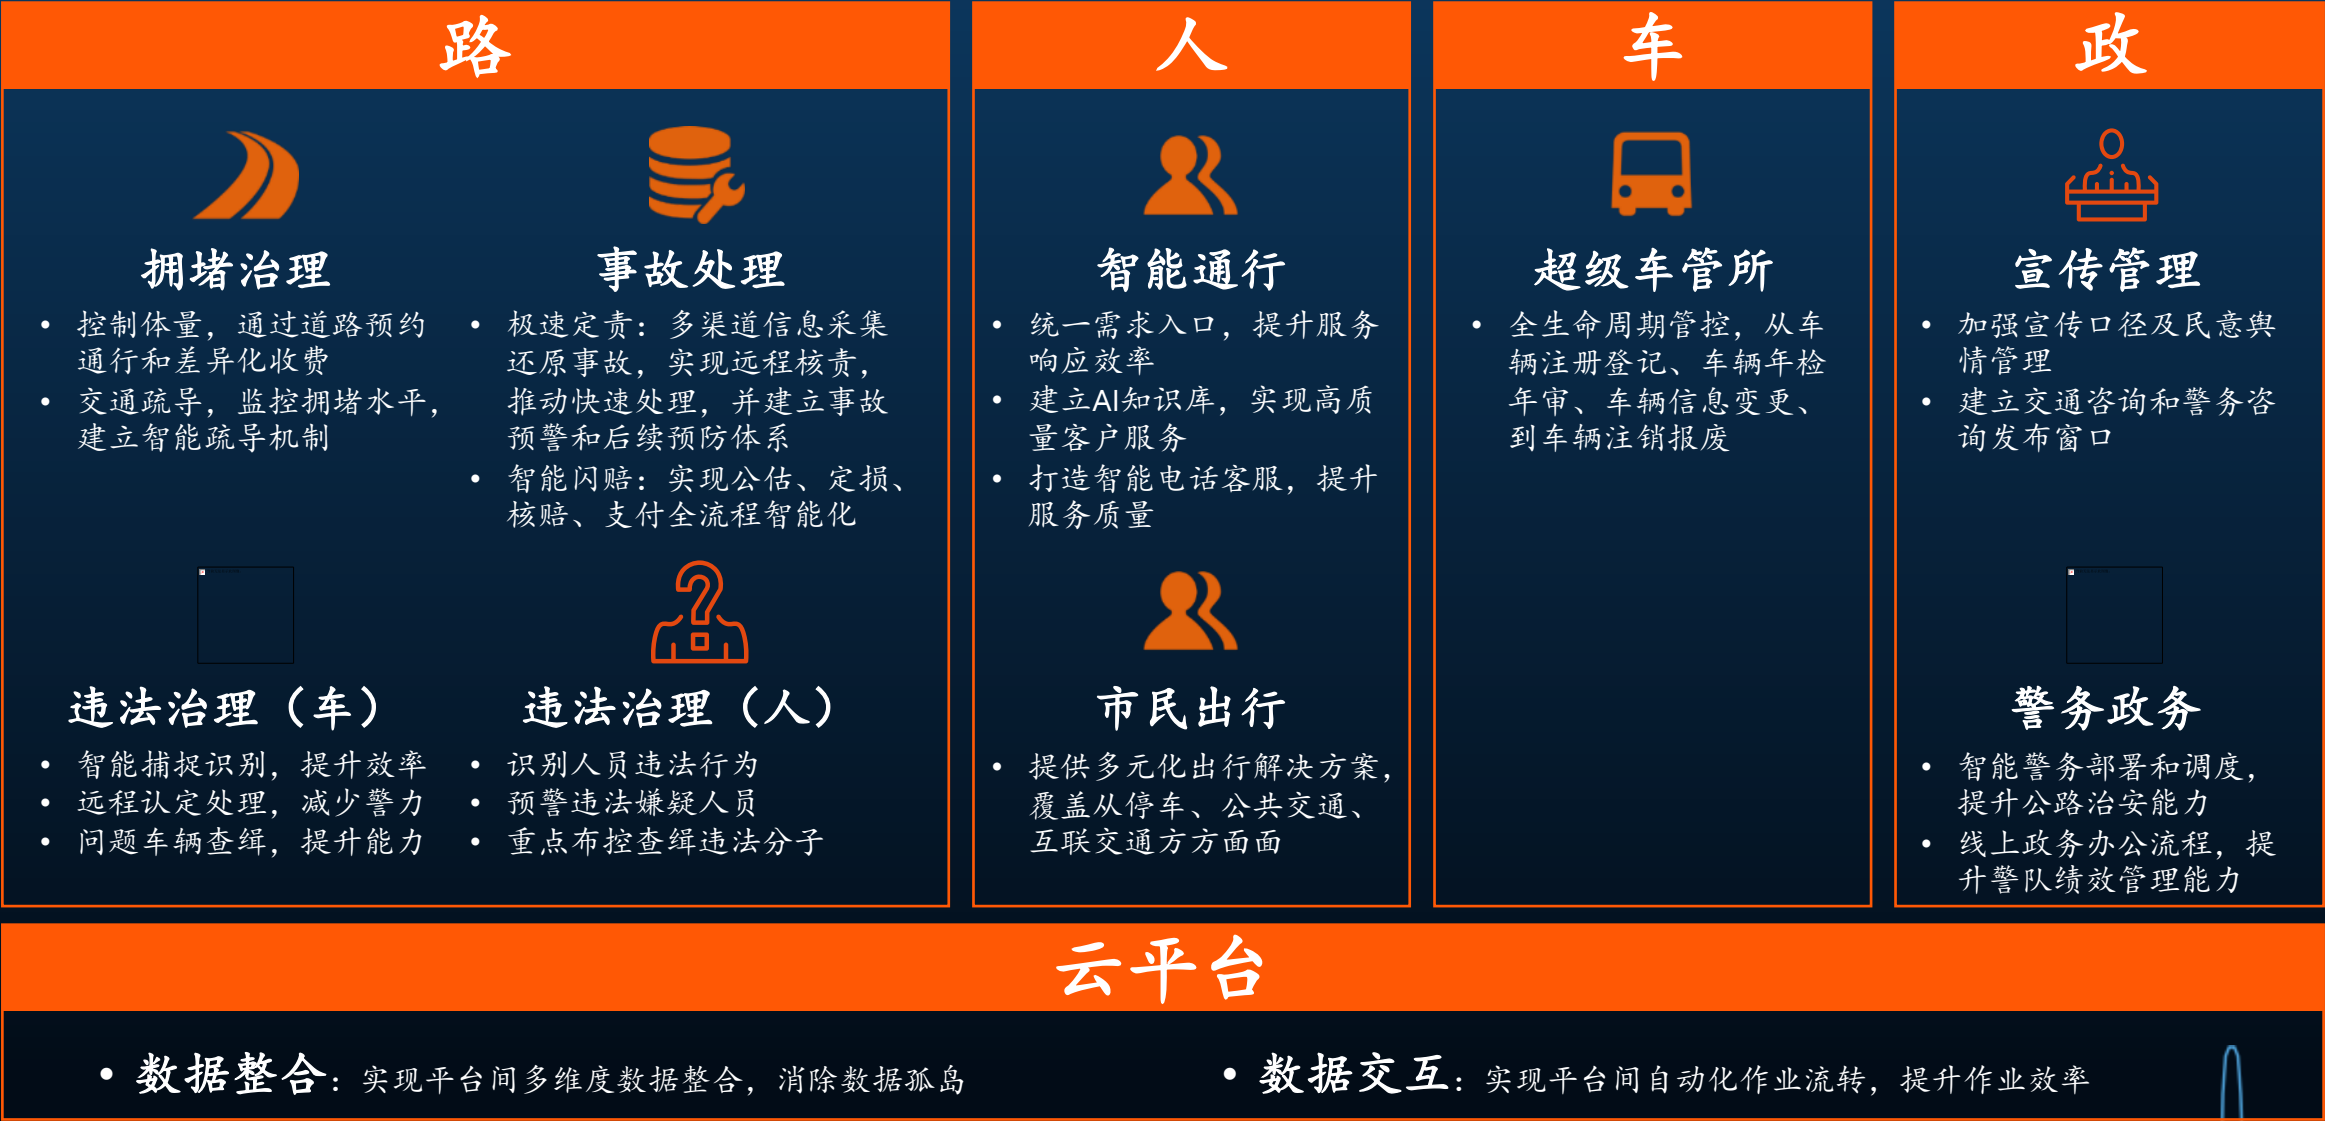 路
拥堵治理
• 控制体量，通过道路预约
通行和差异化收费
• 交通疏导，监控拥堵水平，
建立智能疏导机制
事故处理
• 极速定责：多渠道信息采集
还原事故，实现远程核责，
推动快速处理，并建立事故
预警和后续预防体系
• 智能闪赔：实现公估、定损、
核赔、支付全流程智能化
违法治理（车）
• 智能捕捉识别，提升效率
• 远程认定处理，减少警力
• 问题车辆查缉，提升能力
违法治理（人）
• 识别人员违法行为
• 预警违法嫌疑人员
• 重点布控查缉违法分子
人
智能通行
• 统一需求入口，提升服务
响应效率
• 建立AI知识库，实现高质
量客户服务
• 打造智能电话客服，提升
服务质量
市民出行
• 提供多元化出行解决方案，
覆盖从停车、公共交通、
互联交通方方面面
车
超级车管所
• 全生命周期管控，从车
辆注册登记、车辆年检
年审、车辆信息变更、
到车辆注销报废
政
宣传管理
• 加强宣传口径及民意舆
情管理
• 建立交通咨询和警务咨
询发布窗口
警务政务
• 智能警务部署和调度，
提升公路治安能力
• 线上政务办公流程，提
升警队绩效管理能力
云平台
• 数据整合：实现平台间多维度数据整合，消除数据孤岛
• 数据交互：实现平台间自动化作业流转，提升作业效率